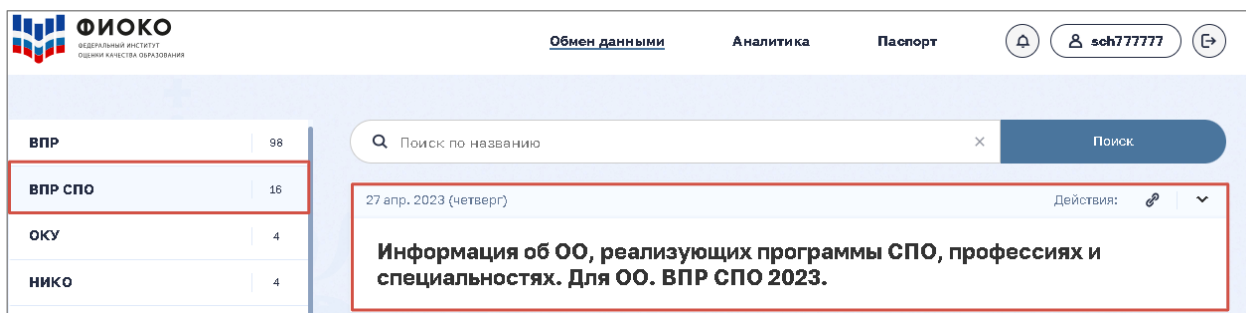 ФИОКО
ФЕДЕРАЛЬНЫЙ ИНСТИТУТ
ОЦЕНКИ КАЧЕСТВА ОБРАЗОВАНИЯ
Обмен данными Аналитика Паспорт sch777777
ВПР 98
Поиск по названию × Поиск
ВПР СПО 16
27 апр. 2023 (четверг) Действия:
ОКУ 4
Информация об ОО, реализующих программы СПО, профессиях и
специальностях. Для ОО. ВПР СПО 2023.
НИКО 4